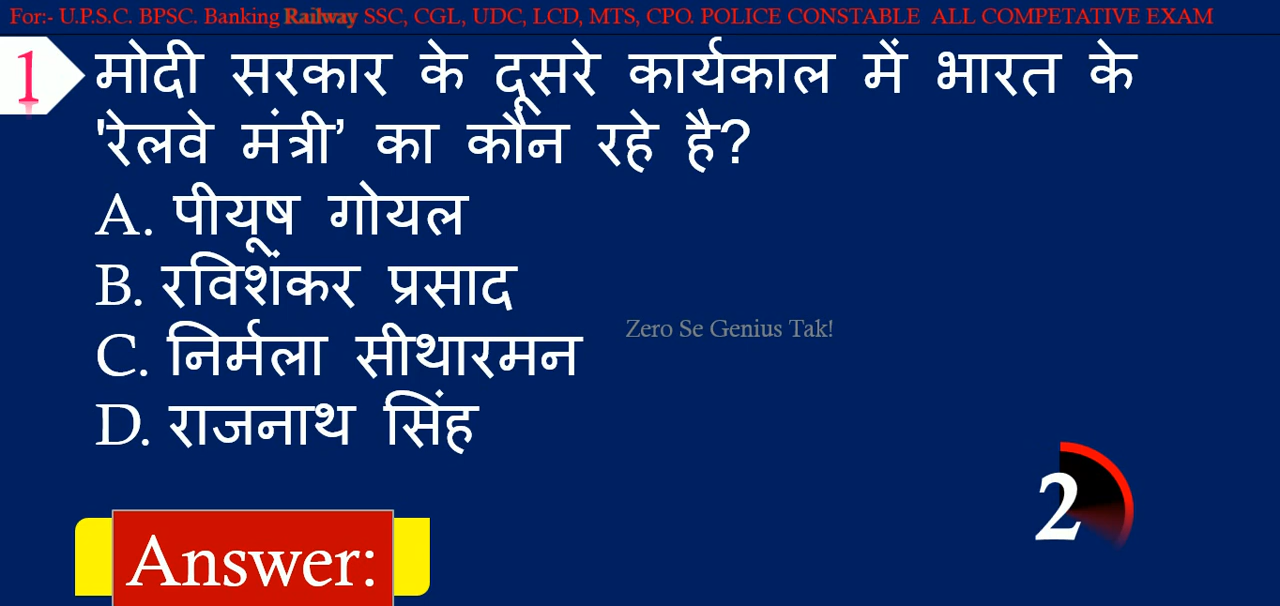 For:- U.P.S.C. BPSC. Banking Railway SSC, CGL, UDC, LCD, MTS, CPO. POLICE CONSTABLE ALL COMPETATIVE EXAM
1
मोदी सरकार के दूसरे कार्यकाल में भारत के
'रेलवे मंत्री’ का कौन रहे है?
A. पीयूष गोयल
B. रविशंकर प्रसाद
Zero Se Genius Tak!
C. निर्मला सीथारमन
D. राजनाथ सिंह
2
Answer: